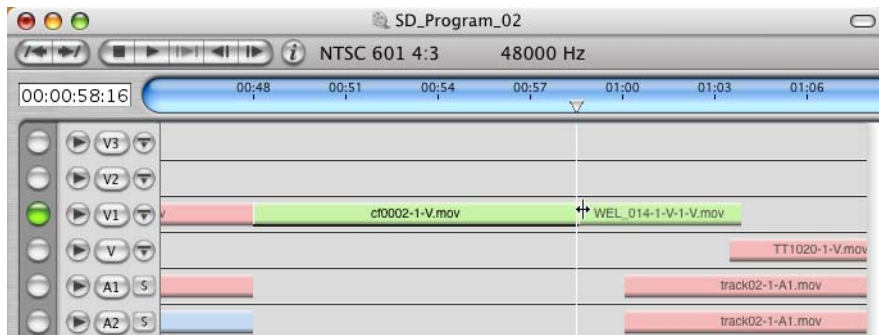 SD_Program_02
NTSC 601 4:3 48000 Hz
00:00:58:16 00:48 00:51 00:54 00:57 01:00 01:03 01:06
V3
V2
V1 cf0002-1-V.mov WEL_014-1-V-1-V.mov
V TT1020-1-V.mov
A1 S track02-1-A1.mov
A2 S track02-1-A1.mov